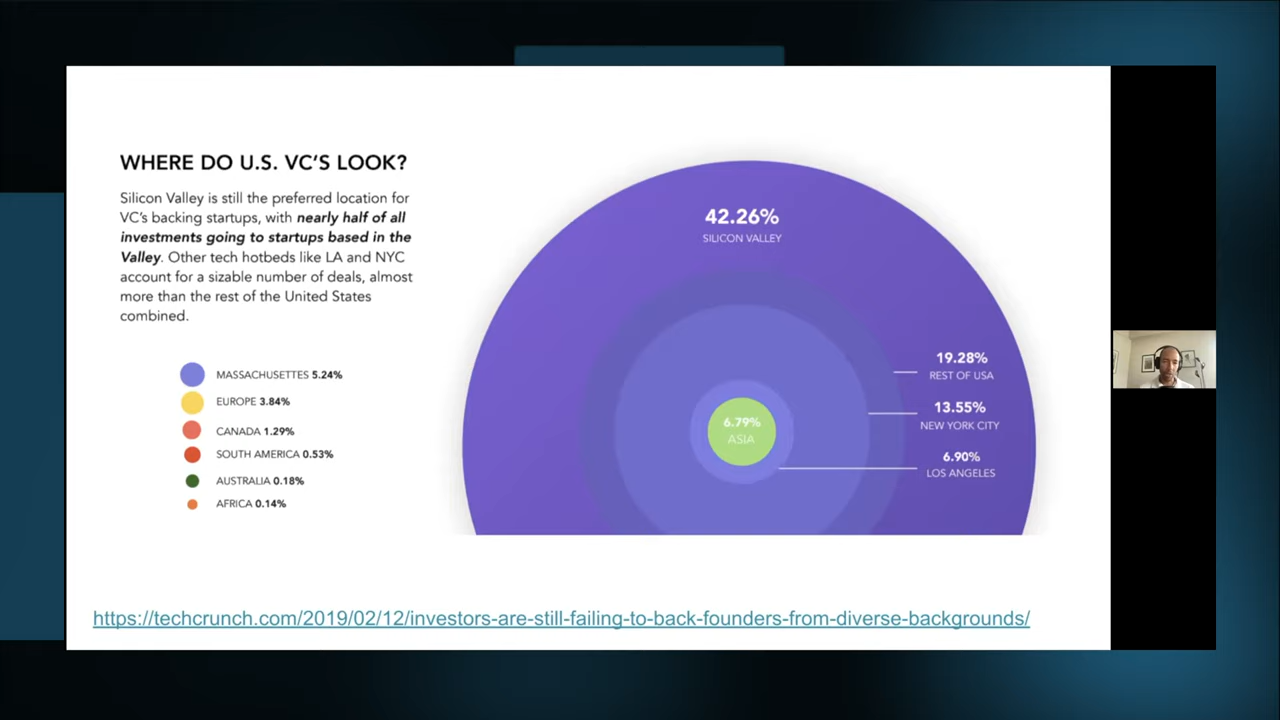 WHERE DO U.S. VC'S LOOK?
Silicon Valley is still the preferred location for
VC's backing startups, with nearly half of all
investments going to startups based in the
Valley. Other tech hotbeds like LA and NYC
account for a sizable number of deals, almost
more than the rest of the United States
combined.
MASSACHUSETTS 5.24%
EUROPE 3.84%
CANADA 1.29%
SOUTH AMERICA 0.53%
AUSTRALIA 0.18%
AFRICA 0.14%
42.26%
SILICON VALLEY
19.28%
REST OF USA
13.55%
NEW YORK CITY
6.90%
LOS ANGELES
6.79%
ASIA
https://techcrunch.com/2019/02/12/investors-are-still-failing-to-back-founders-from-diverse-backgrounds/